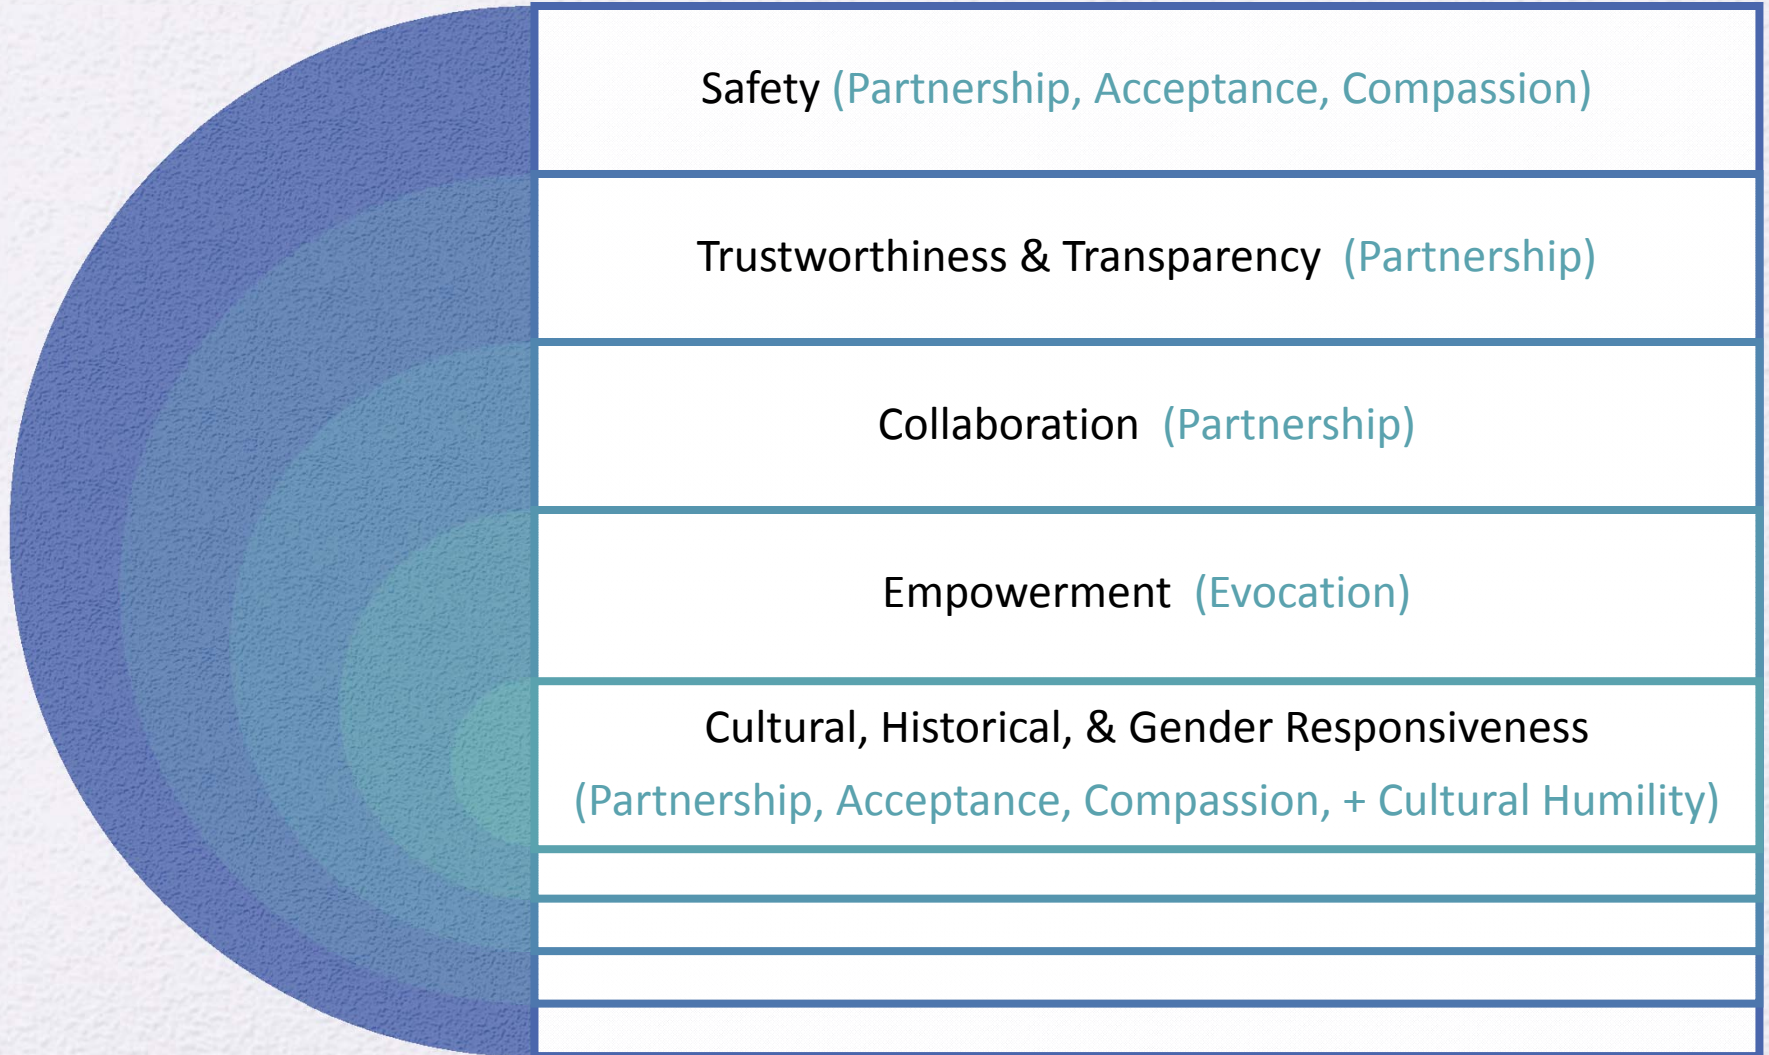 Safety (Partnership, Acceptance, Compassion)
Trustworthiness & Transparency (Partnership)
Collaboration (Partnership)
Empowerment (Evocation)
Cultural, Historical, & Gender Responsiveness
(Partnership, Acceptance, Compassion, + Cultural Humility)